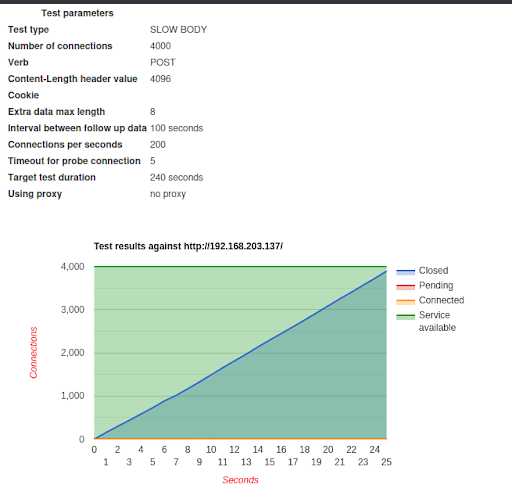 Test parameters
Test type SLOW BODY
Number of connections 4000
Verb POST
Content-Length header value 4096
Cookie
Extra data max length 8
Interval between follow up data 100 seconds
Connections per seconds 200
Timeout for probe connection 5
Target test duration 240 seconds
Using proxy no proxy
Test results against http://192.168.203.137/
4,000
3,000
2,000
1,000
0
Connections
0 2 4 6 8 10 12 14 16 18 20 22 24
1 3 5 7 9 11 13 15 17 19 21 23 25
Seconds
Closed
Pending
Connected
Service
available